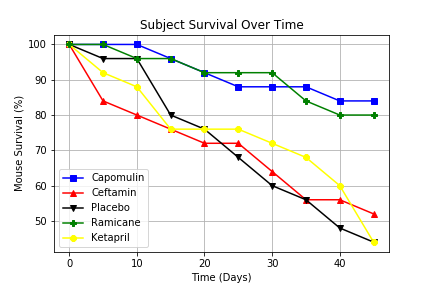 Subject Survival Over Time
Mouse Survival (%)
100
90
80
70
60
50
Capomulin
Ceftamin
Placebo
Ramicane
Ketapril
0
10
20
30
40
Time (Days)